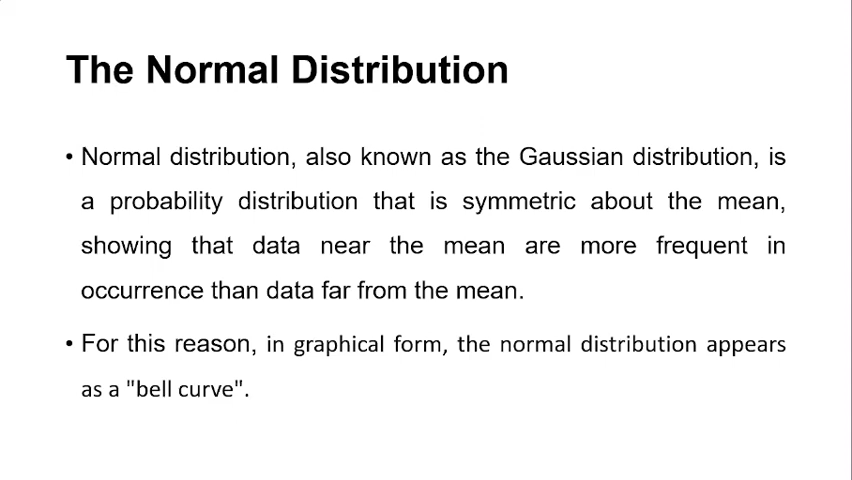 The Normal Distribution
• Normal distribution, also known as the Gaussian distribution, is
a probability distribution that is symmetric about the mean,
showing that data near the mean are more frequent in
occurrence than data far from the mean.
• For this reason, in graphical form, the normal distribution appears
as a "bell curve".